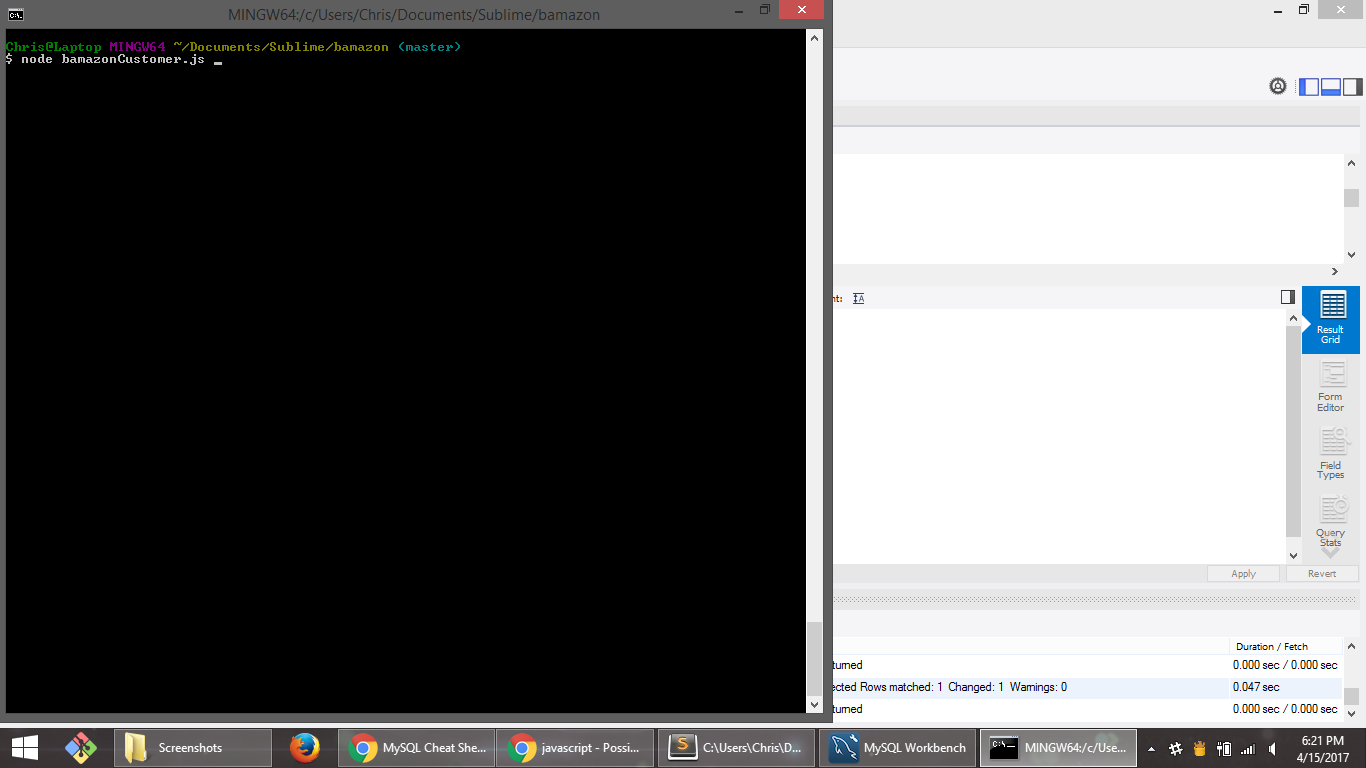 MINGW64:/c/Users/Chris/Documents/Sublime/bamazon
Chris@Laptop MINGW64 ~/Documents/Sublime/bamazon (master)
$ node bamazonCustomer.js
nt:
Result
Grid
Form
Editor
Field
Types
Query
Stats
Apply
Revert
Duration / Fetch
turned
0.000 sec / 0.000 sec
ected Rows matched: 1 Changed: 1 Warnings: 0
0.047 sec
turned
0.000 sec / 0.000 sec
Screenshots
MySQL Cheat She...
javascript - Possi...
C:\Users\Chris\D...
MySQL Workbench
MINGW64:/c/Use...
6:21 PM
4/15/2017